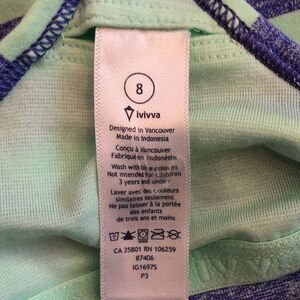 8
ivivva
Designed in Vancouver
Made in Indonesia
Conçu à Vancouver
Fabriqué en Indonésie
Wash with like colours
Not intended for children
3 years and under
Laver avec des couleurs
similaires seulement
Ne pas laisser à la portée
des enfants
de trois ans et moins
CA 35801 RN 106259
87406
IG1697S
P3